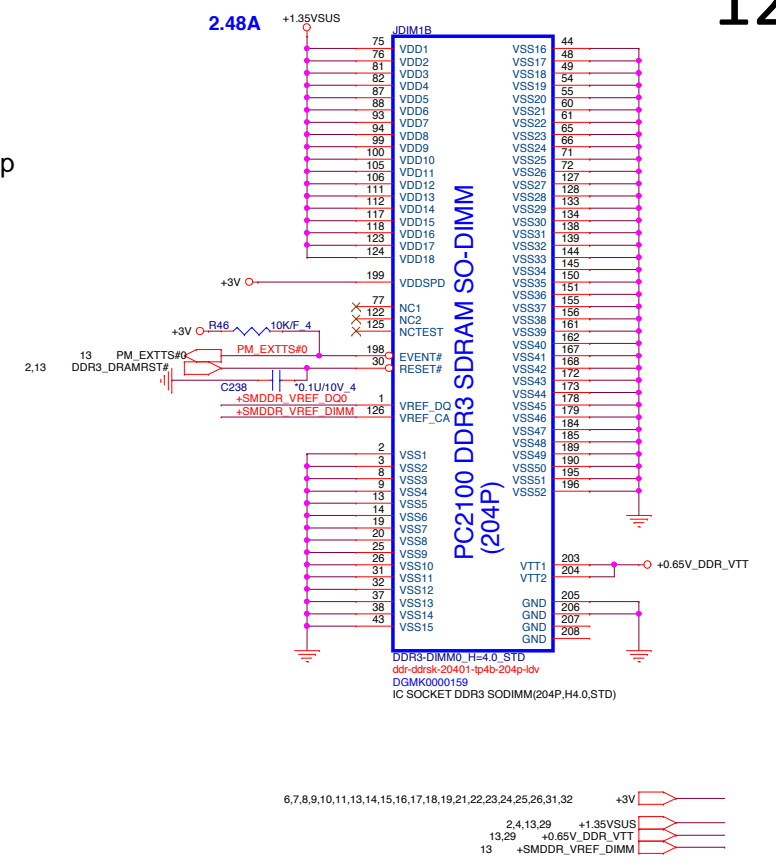 12
2.48A +1.35VSUS
JDIM1B
p
75 VDD1 VSS16 44
76 VDD2 VSS17 48
81 VDD3 VSS18 49
82 VDD4 VSS19 54
87 VDD5 VSS20 55
88 VDD6 VSS21 60
93 VDD7 VSS22 61
94 VDD8 VSS23 65
99 VDD9 VSS24 66
100 VDD10 VSS25 71
105 VDD11 VSS26 72
106 VDD12 VSS27 127
111 VDD13 VSS28 128
112 VDD14 VSS29 133
117 VDD15 VSS30 134
118 VDD16 VSS31 138
123 VDD17 VSS32 139
124 VDD18 VSS33 144
VSS34 145
+3V 199 VDDSPD VSS35 150
VSS36 151
77 NC1 VSS37 155
122 NC2 VSS38 156
125 NCTEST VSS39 161
+3V R46 10K/F_4 VSS40 162
VSS41 167
13 PM_EXTTS#0 PM_EXTTS#0 198 EVENT# VSS42 168
2,13 DDR3_DRAMRST# 30 RESET# VSS43 172
C238 *0.1U/10V_4 VSS44 173
+SMDDR_VREF_DQ0 1 VREF_DQ VSS45 178
+SMDDR_VREF_DIMM 126 VREF_CA VSS46 179
VSS47 184
VSS48 185
2 VSS1 VSS49 189
3 VSS2 VSS50 190
8 VSS3 VSS51 195
9 VSS4 VSS52 196
13 VSS5
14 VSS6
19 VSS7
20 VSS8
25 VSS9
26 VSS10 VTT1 203 +0.65V_DDR_VTT
31 VSS11 VTT2 204
32 VSS12
37 VSS13 GND 205
38 VSS14 GND 206
43 VSS15 GND 207
GND 208
PC2100 DDR3 SDRAM SO-DIMM
(204P)
DDR3-DIMM0_H=4.0_STD
ddr-ddrsk-20401-tp4b-204p-ldv
DGMK0000159
IC SOCKET DDR3 SODIMM(204P,H4.0,STD)
6,7,8,9,10,11,13,14,15,16,17,18,19,21,22,23,24,25,26,31,32 +3V
2,4,13,29 +1.35VSUS
13,29 +0.65V_DDR_VTT
13 +SMDDR_VREF_DIMM